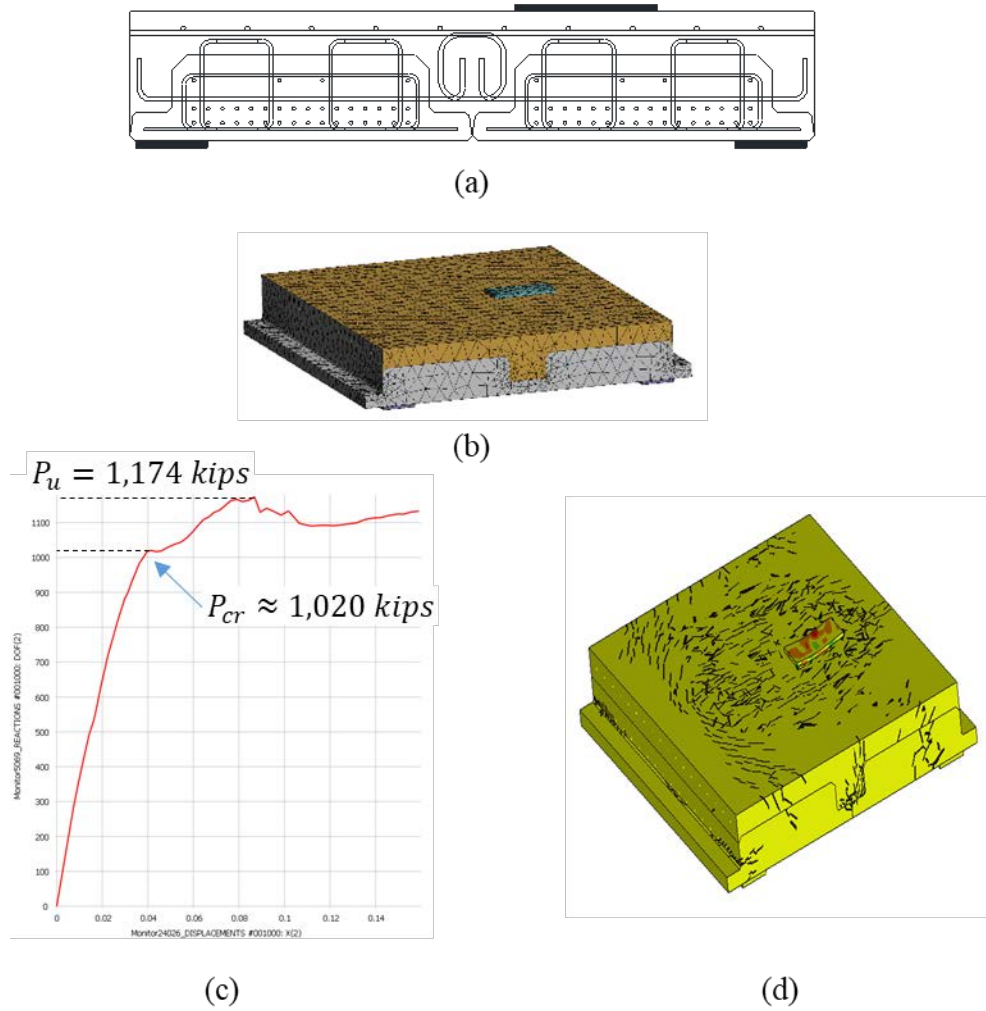 (a)
(b)
P_u = 1,174 kips
1100
1000
P_cr ≈ 1,020 kips
900
800
700
600
500
400
300
200
100
0
Monitor5069_REACTIONS #001000: DOF(2)
0 0.02 0.04 0.06 0.08 0.1 0.12 0.14
Monitor24026_DISPLACEMENTS #001000: X(2)
(c)
(d)